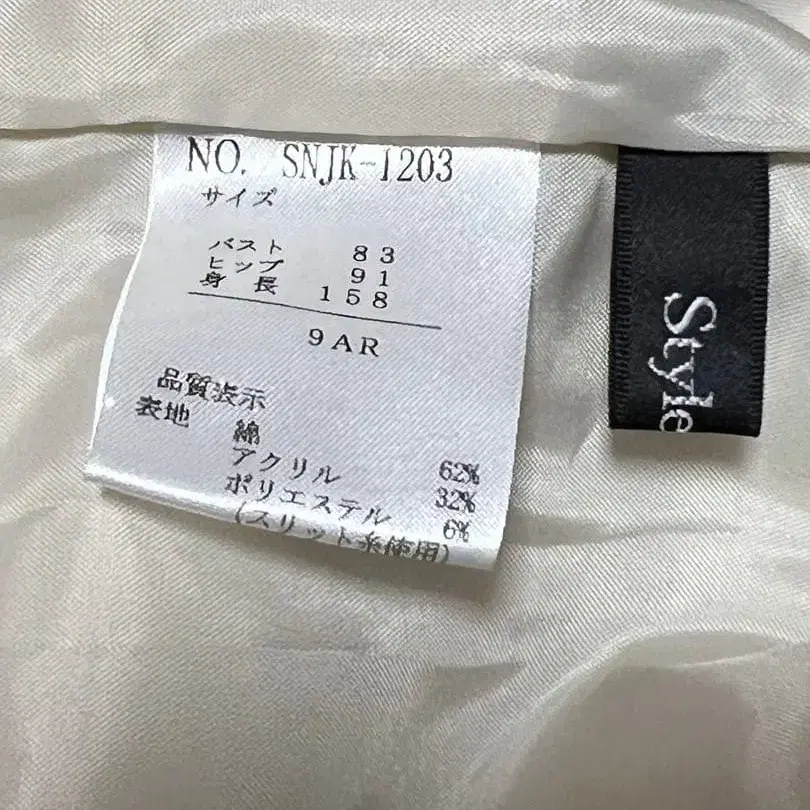 NO. SNJK-1203
サイズ
バスト 83
ヒップ 91
身長 158
9AR
品質表示
表地 綿 62%
アクリル 32%
ポリエステル 6%
(スリット糸使用)
Style